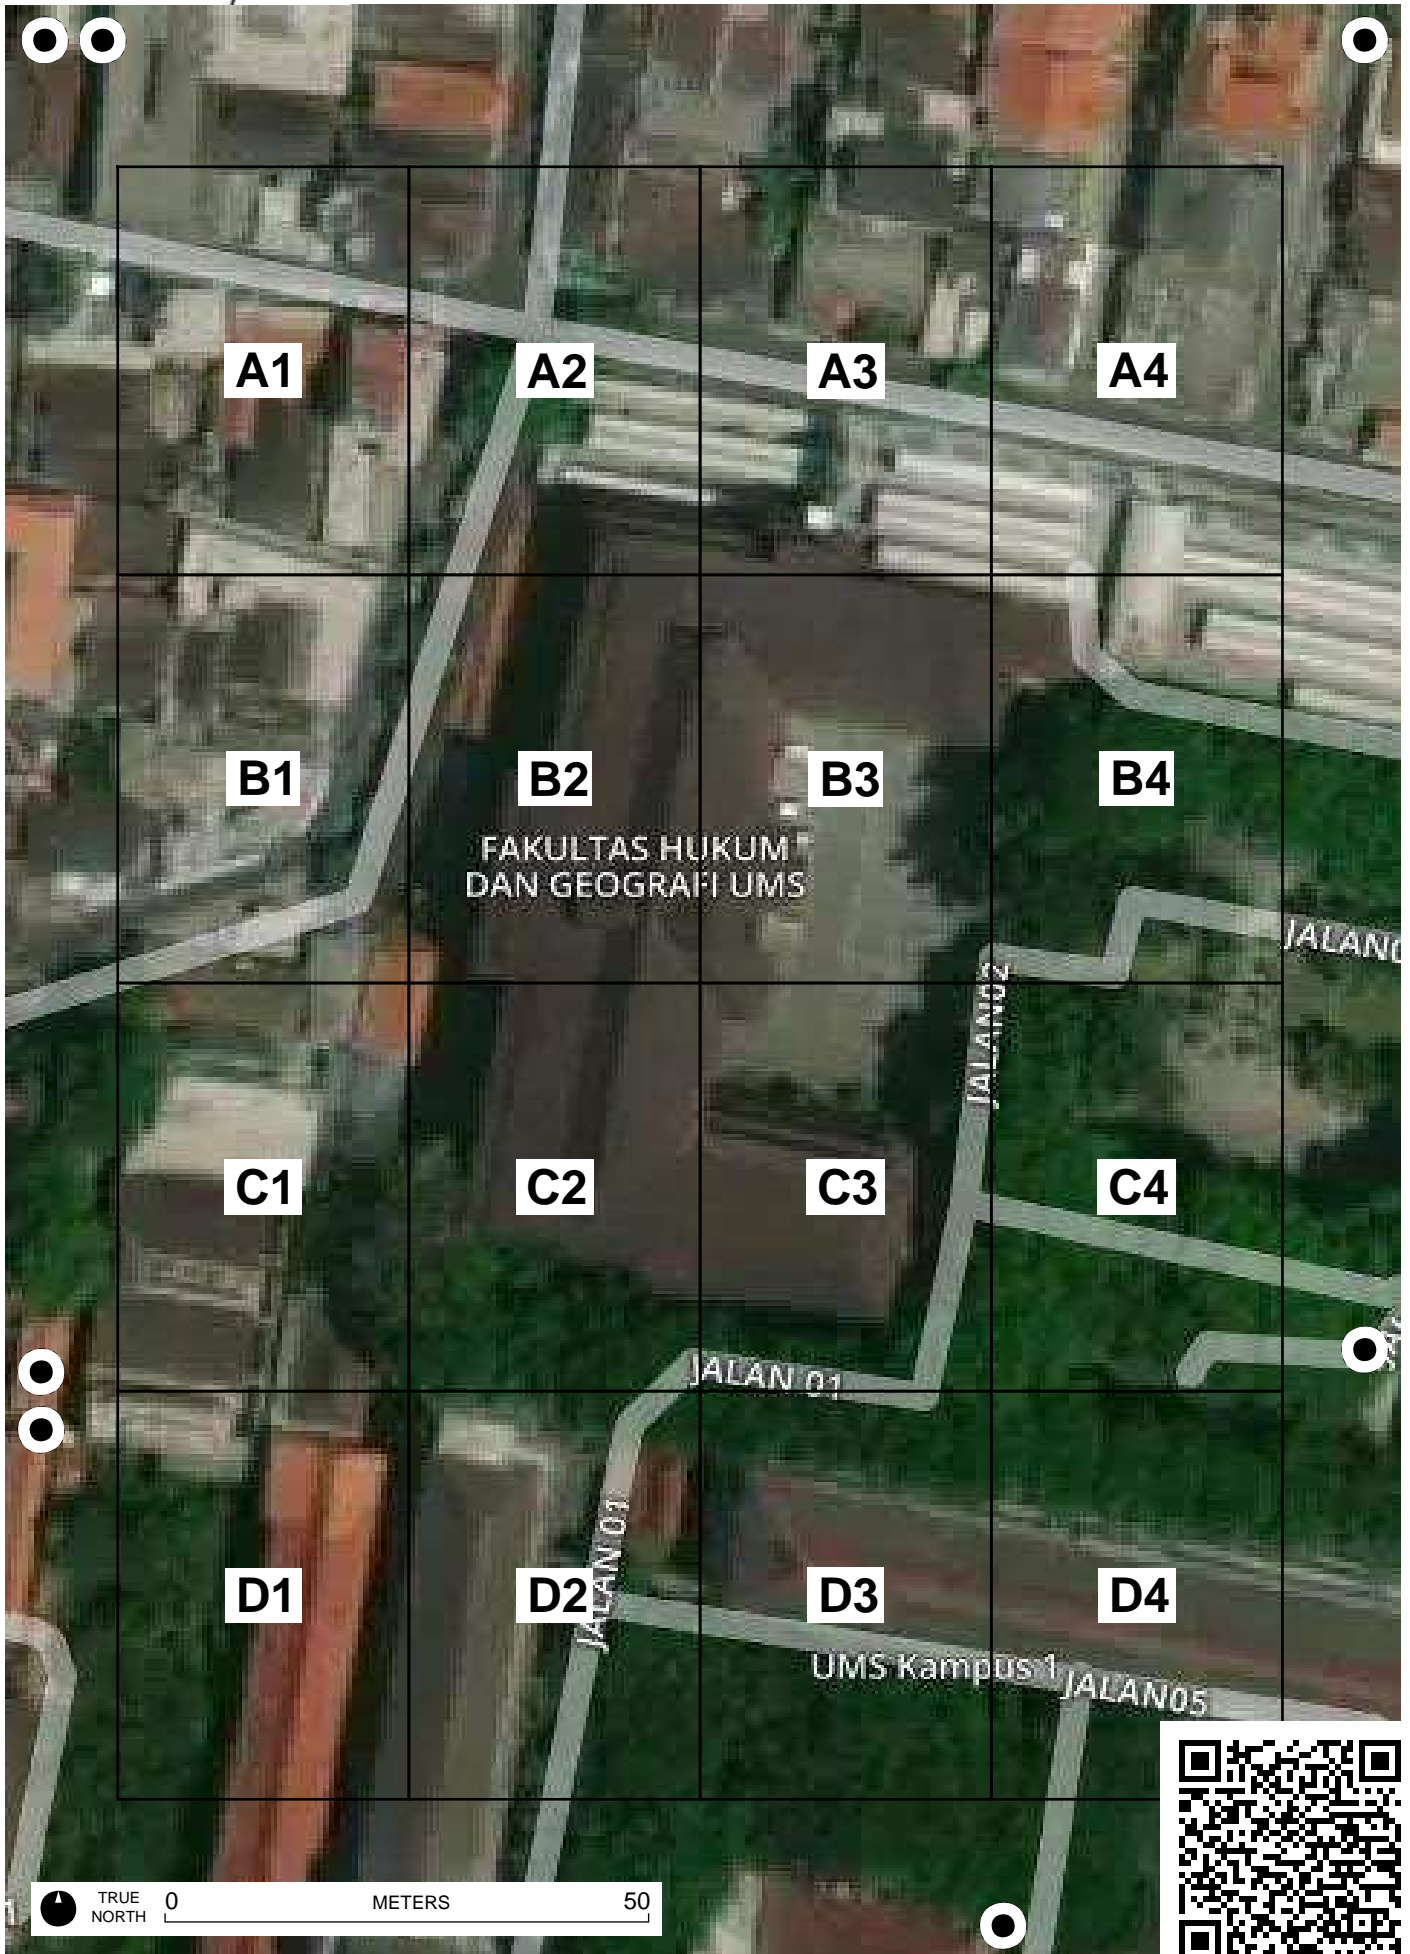 A1
A2
A3
A4
B1
B2
B3
B4
FAKULTAS HUKUM
DAN GEOGRAFI UMS
JALAN02
C1
C2
C3
C4
JALAN 01
D1
D2
D3
D4
JALAN 01
UMS Kampus 1
JALAN05
TRUE
NORTH
0
METERS
50